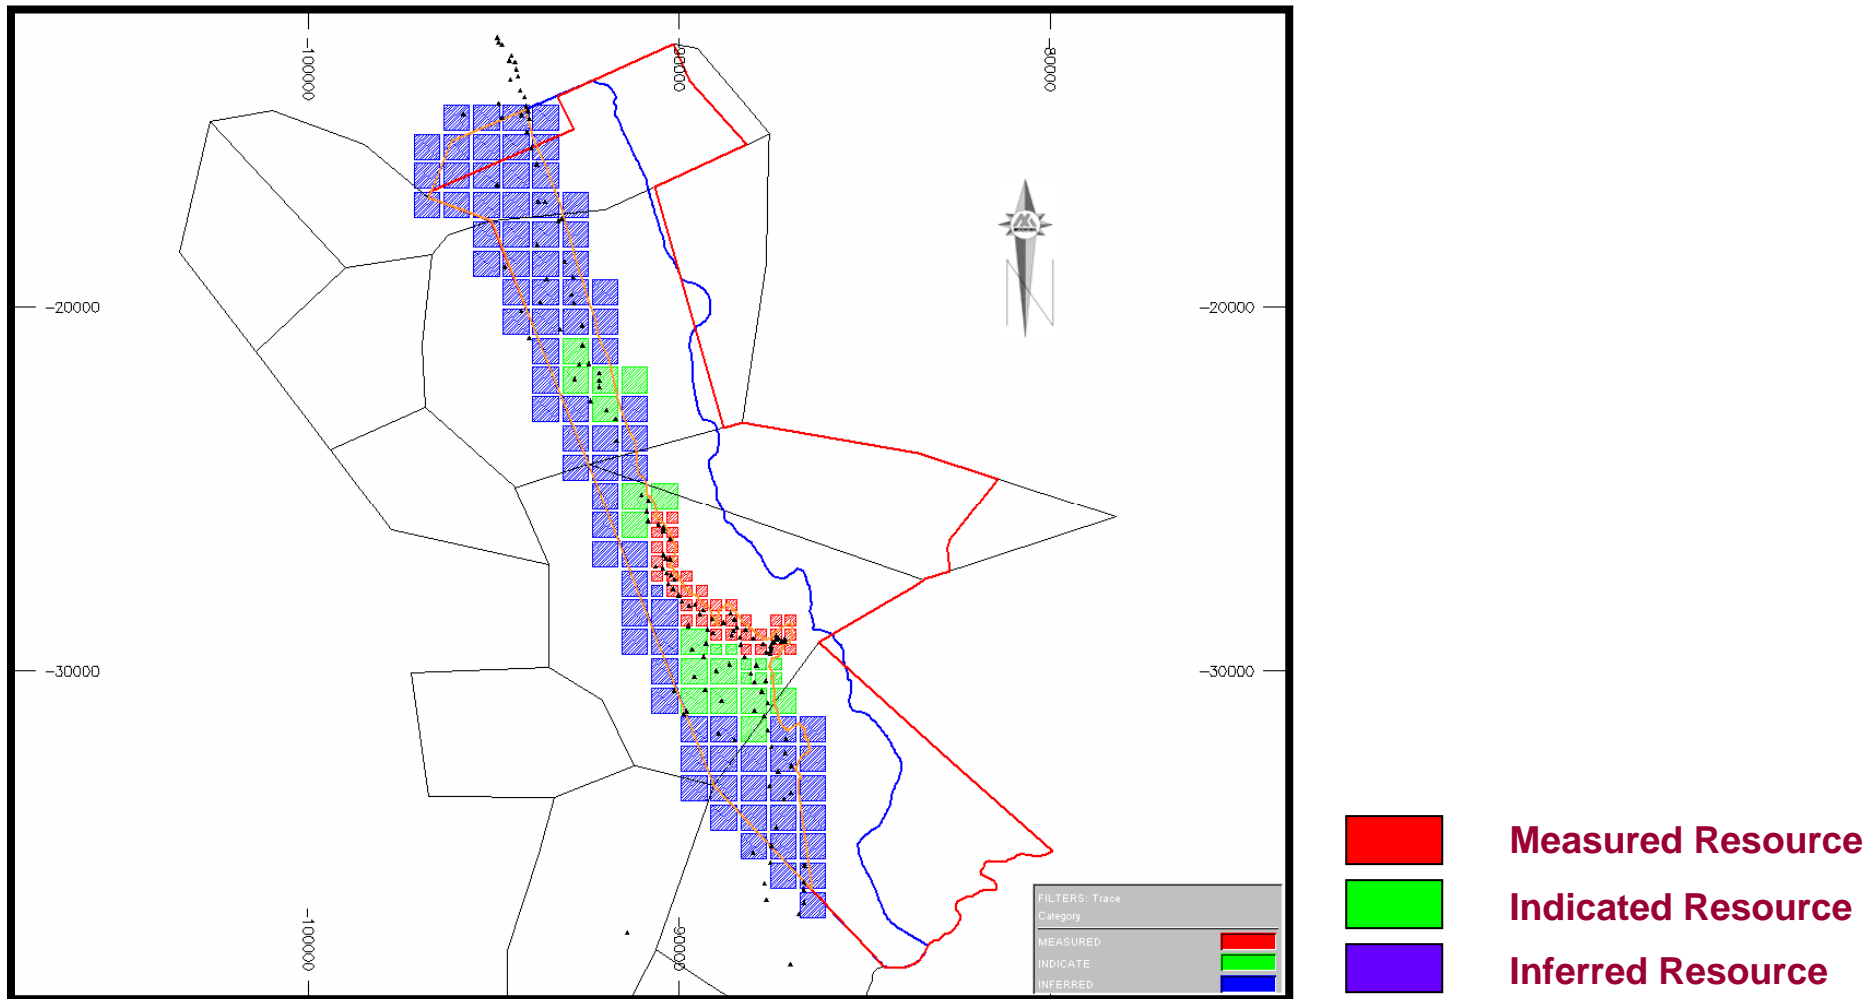 -100000
-90000
-80000
-20000
-20000
-30000
-30000
-100000
-90000
N
FILTERS: Trace
Category
MEASURED
INDICATE
INFERRED
Measured Resource
Indicated Resource
Inferred Resource